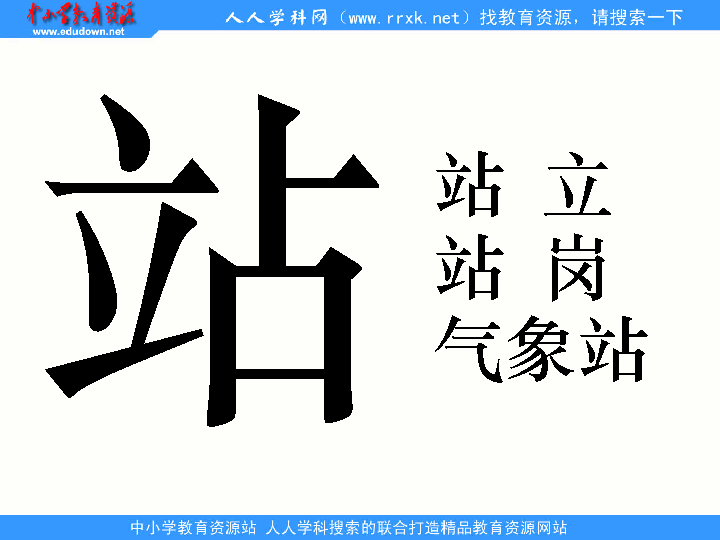 中小学教育资源
www.edudown.net
人人学科网（www.rrxk.net）找教育资源，请搜索一下
站
站 立
站 岗
气象站
中小学教育资源站 人人学科搜索的联合打造精品教育资源网站